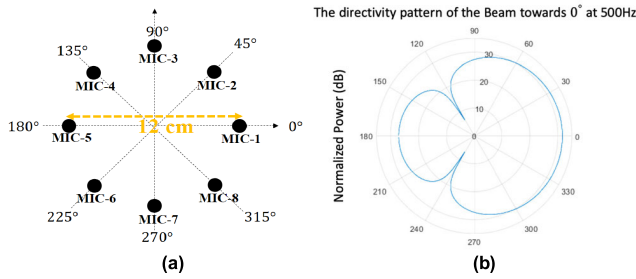 The directivity pattern of the Beam towards 0° at 500Hz
(a)
90°
MIC-3
135°
45°
MIC-4
MIC-2
180°
12 cm
0°
MIC-5
MIC-1
MIC-6
MIC-8
225°
MIC-7
315°
270°
Normalized Power (dB)
90
120
60
30
150
20
30
10
180
0
0
210
330
240
300
270
(b)